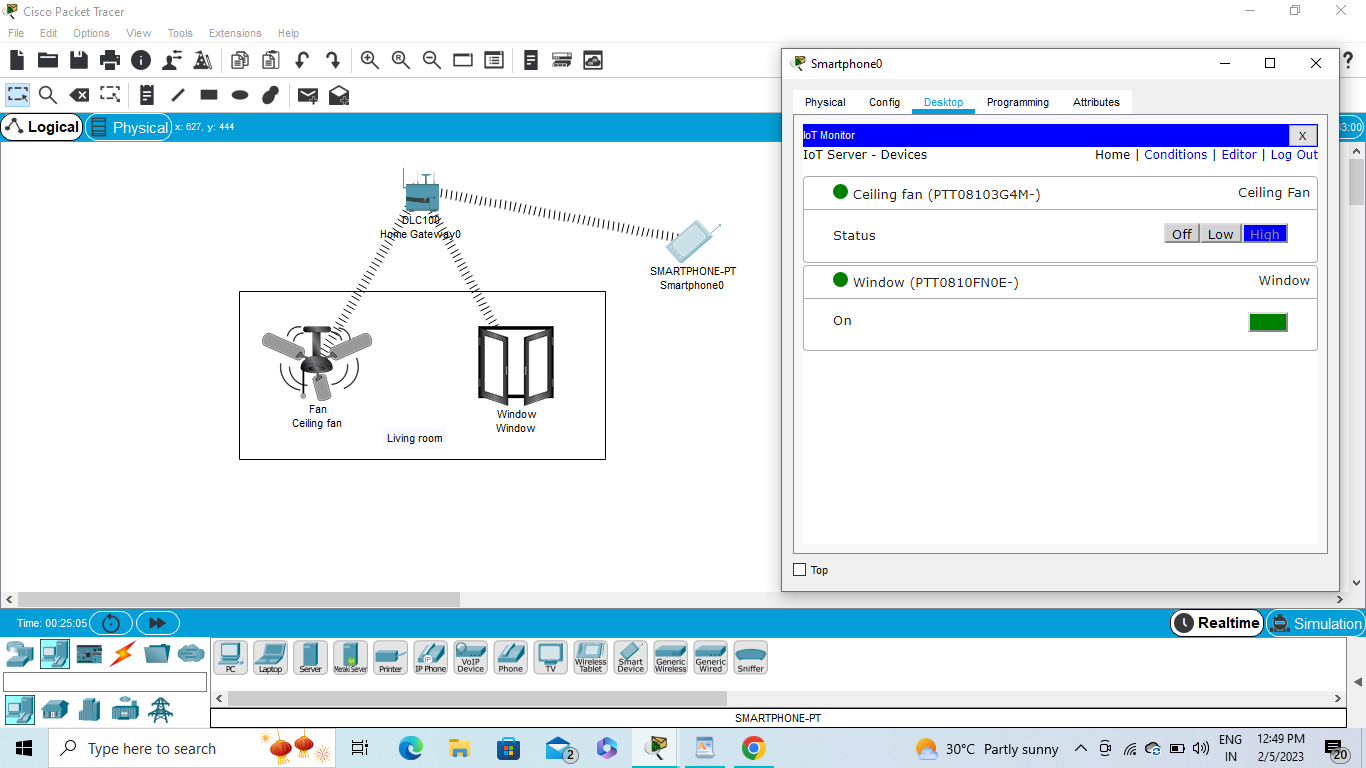 Cisco Packet Tracer
File Edit Options View Tools Extensions Help
Logical Physical x: 627, y: 444
DLC100
Home Gateway0
SMARTPHONE-PT
Smartphone0
Fan
Ceiling fan
Window
Window
Living room
Smartphone0
Physical Config Desktop Programming Attributes
IoT Monitor X
IoT Server - Devices Home | Conditions | Editor | Log Out
Ceiling fan (PTT08103G4M-) Ceiling Fan
Status Off Low High
Window (PTT0810FN0E-) Window
On
Top
Time: 00:25:05 Realtime Simulation
PC Laptop Server Meraki Server Printer IP Phone VoIP Device Phone TV Wireless Tablet Smart Device Generic Wireless Generic Wired Sniffer
SMARTPHONE-PT
Type here to search
2
30°C Partly sunny
ENG
IN
12:49 PM
2/5/2023
20